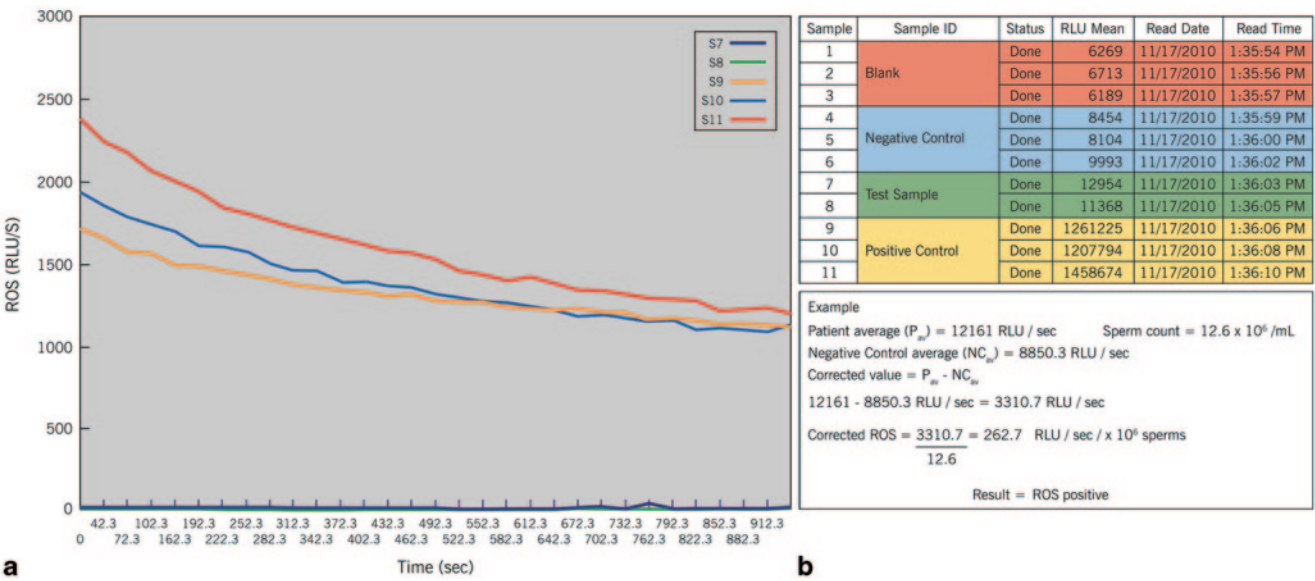 3000
2500
2000
1500
1000
500
0
ROS (RLU/S)
S7
S8
S9
S10
S11
42.3 102.3 192.3 252.3 312.3 372.3 432.3 492.3 552.3 612.3 672.3 732.3 792.3 852.3 912.3
0 72.3 162.3 222.3 282.3 342.3 402.3 462.3 522.3 582.3 642.3 702.3 762.3 822.3 882.3
Time (sec)
a
Sample Sample ID Status RLU Mean Read Date Read Time
1 Done 6269 11/17/2010 1:35:54 PM
2 Blank Done 6713 11/17/2010 1:35:56 PM
3 Done 6189 11/17/2010 1:35:57 PM
4 Done 8454 11/17/2010 1:35:59 PM
5 Negative Control Done 8104 11/17/2010 1:36:00 PM
6 Done 9993 11/17/2010 1:36:02 PM
7 Test Sample Done 12954 11/17/2010 1:36:03 PM
8 Done 11368 11/17/2010 1:36:05 PM
9 Done 1261225 11/17/2010 1:36:06 PM
10 Positive Control Done 1207794 11/17/2010 1:36:08 PM
11 Done 1458674 11/17/2010 1:36:10 PM
Example
Patient average (Pav) = 12161 RLU / sec Sperm count = 12.6 x 10⁶ /mL
Negative Control average (NCav) = 8850.3 RLU / sec
Corrected value = Pav - NCav
12161 - 8850.3 RLU / sec = 3310.7 RLU / sec
Corrected ROS = 3310.7 = 262.7 RLU / sec / x 10⁶ sperms
12.6
Result = ROS positive
b